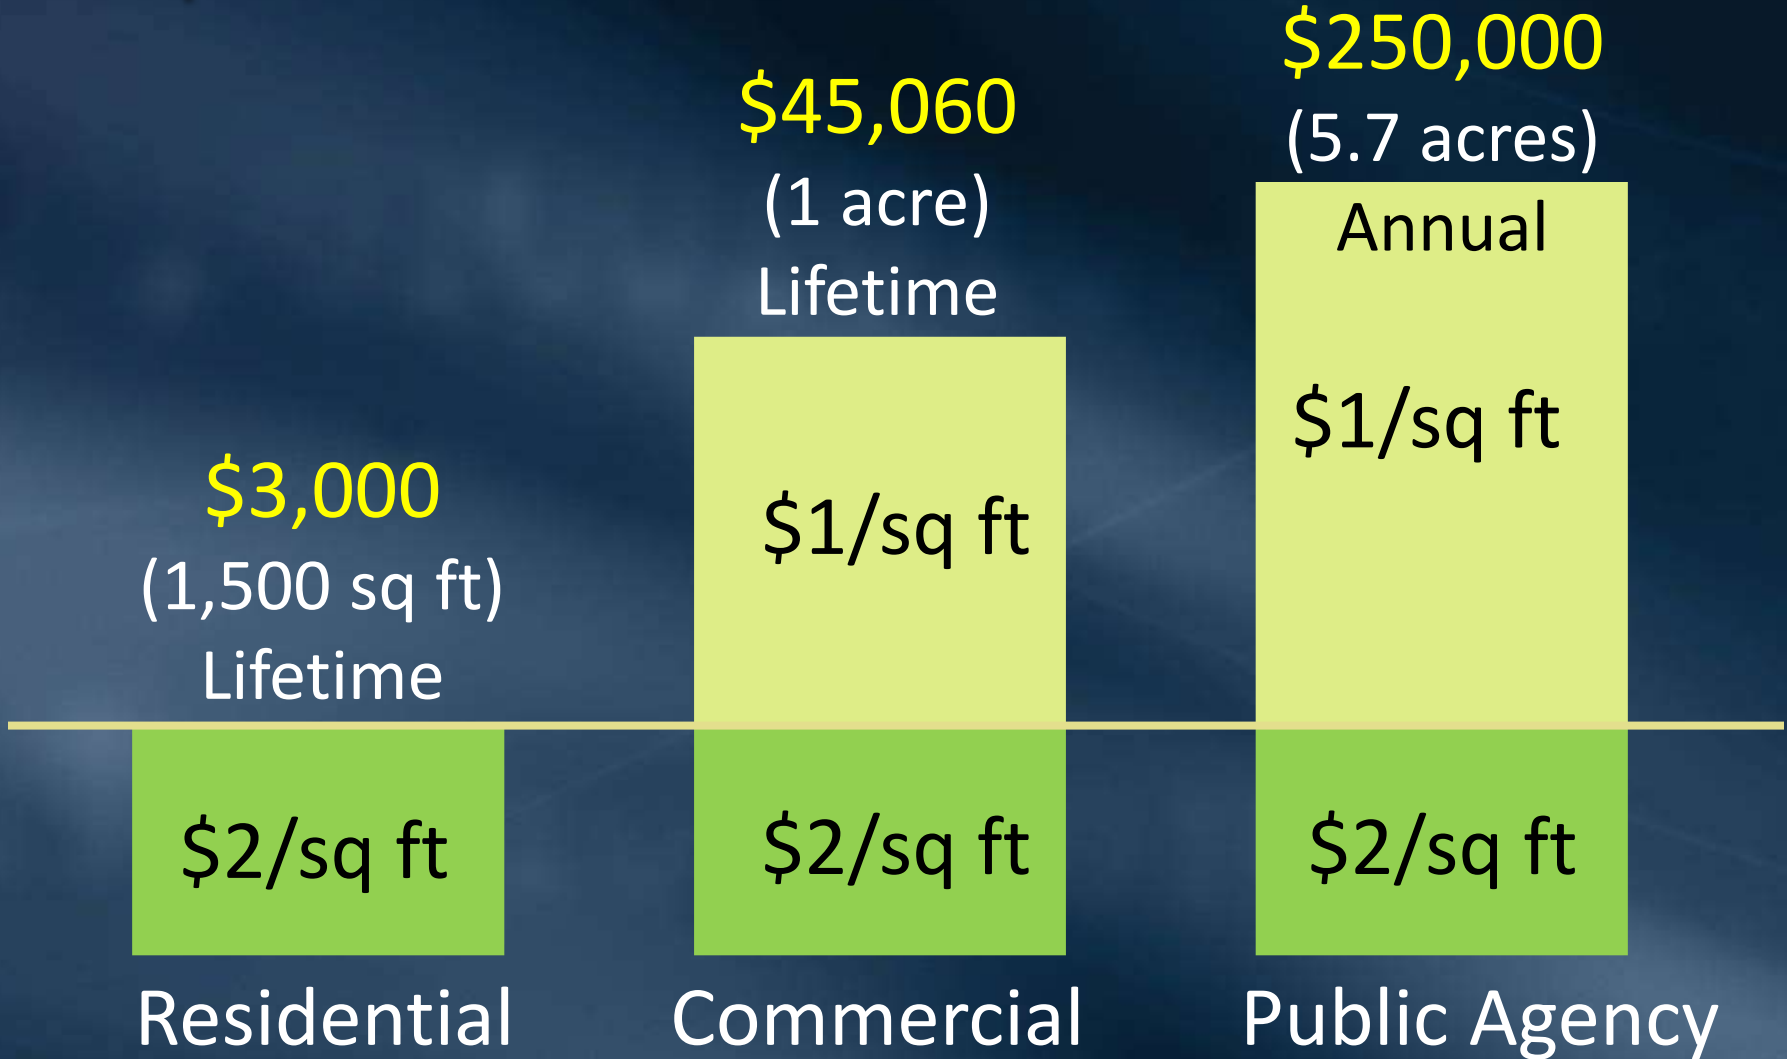 $3,000
(1,500 sq ft)
Lifetime
$2/sq ft
Residential
$45,060
(1 acre)
Lifetime
$1/sq ft
$2/sq ft
Commercial
$250,000
(5.7 acres)
Annual
$1/sq ft
$2/sq ft
Public Agency